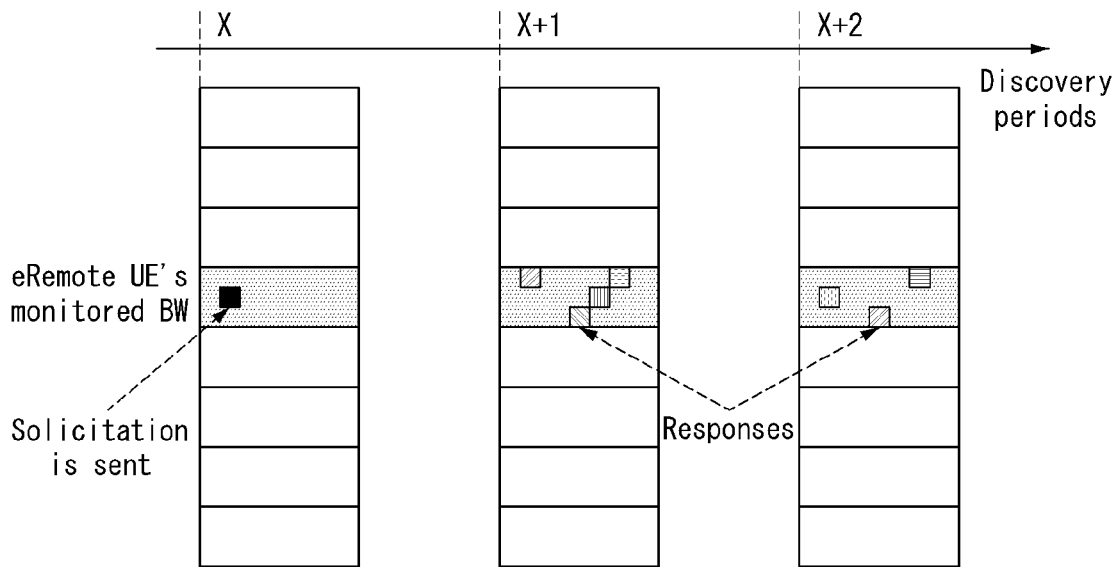 X
X+1
X+2
Discovery
periods
eRemote UE's
monitored BW
Solicitation
is sent
Responses